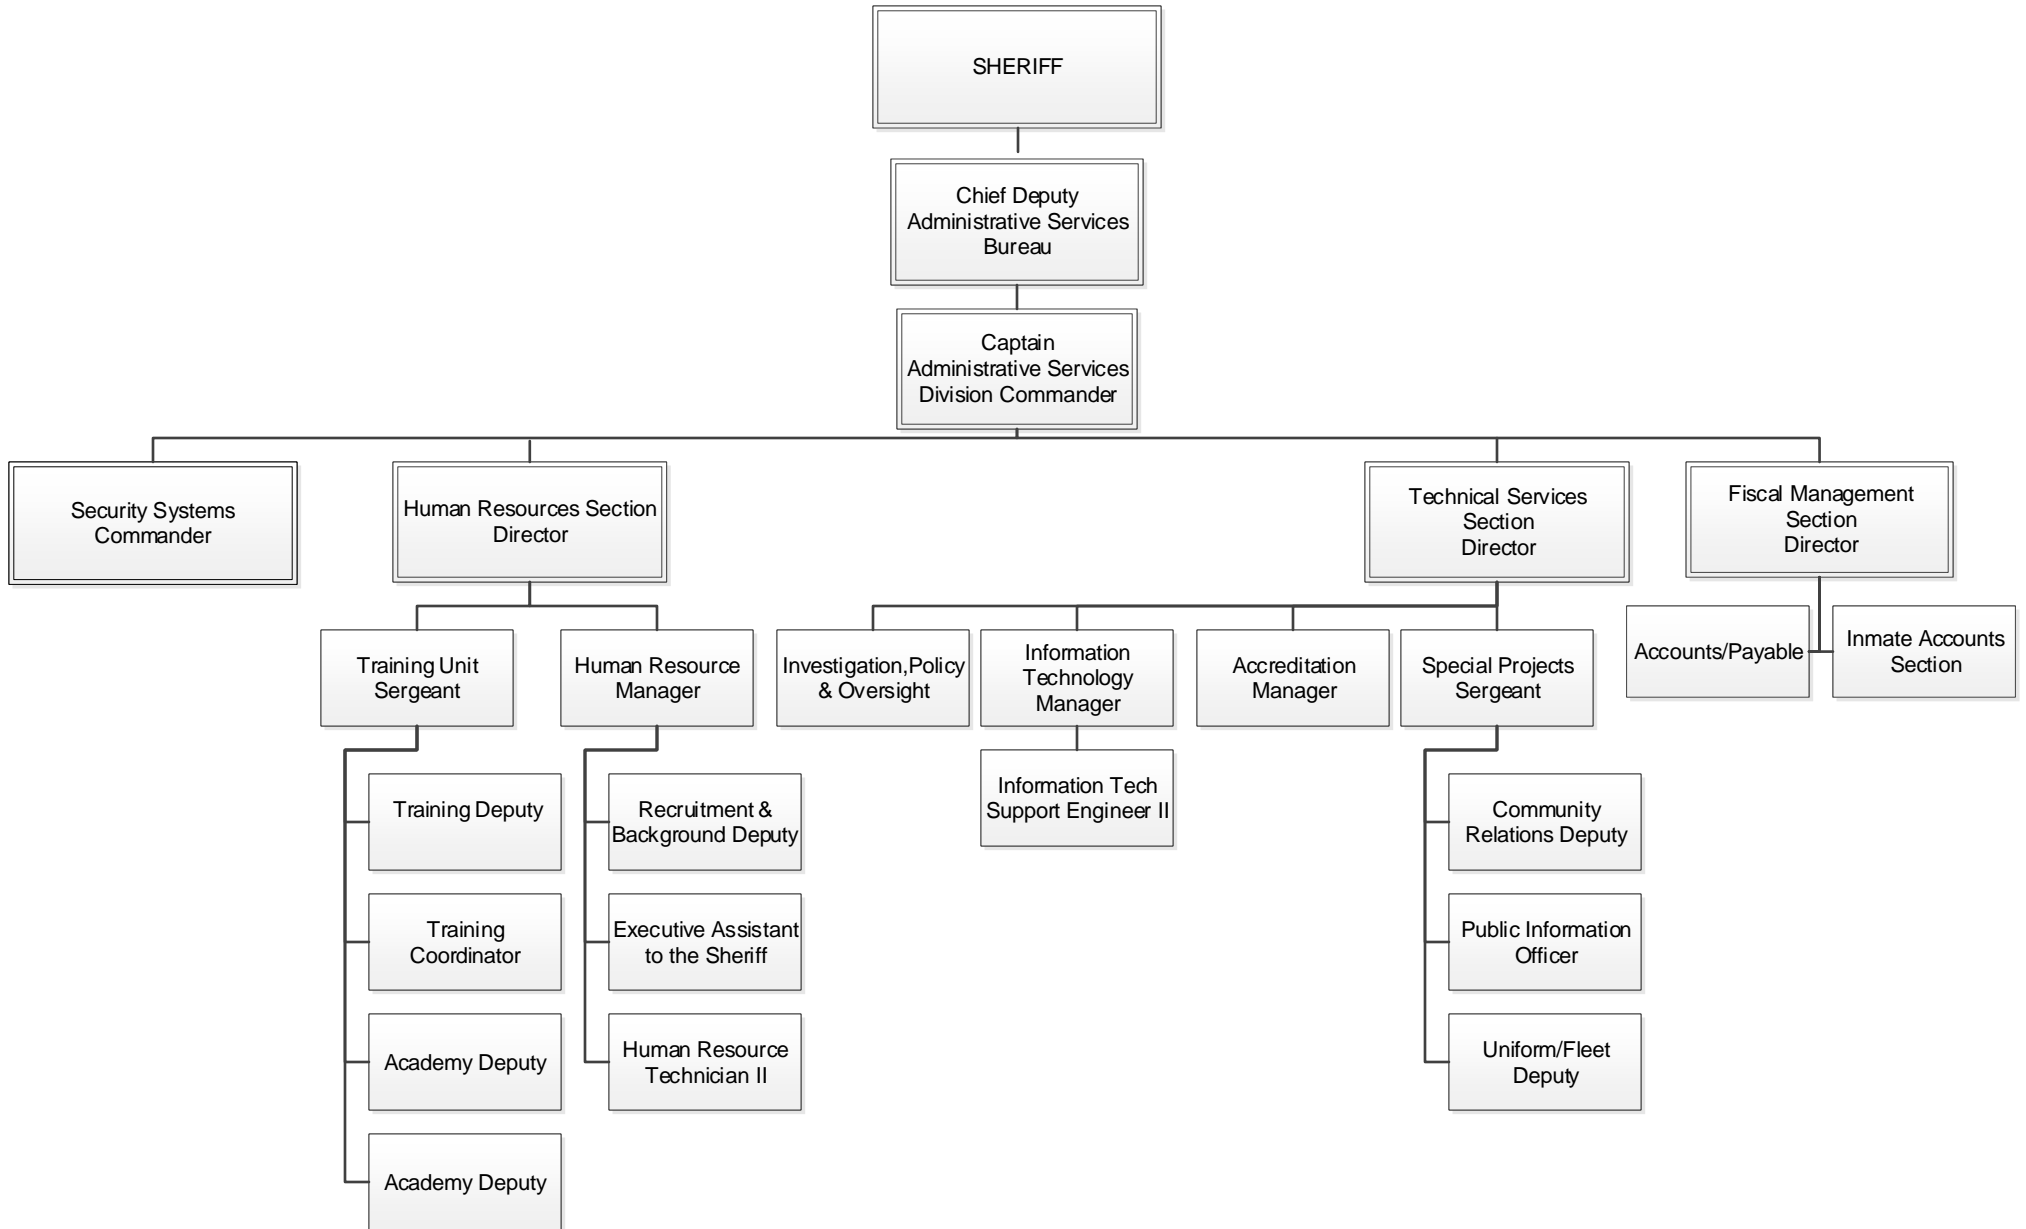 SHERIFF
Chief Deputy
Administrative Services
Bureau
Captain
Administrative Services
Division Commander
Security Systems
Commander
Human Resources Section
Director
Technical Services
Section
Director
Fiscal Management
Section
Director
Training Unit
Sergeant
Human Resource
Manager
Investigation,Policy
& Oversight
Information
Technology
Manager
Accreditation
Manager
Special Projects
Sergeant
Accounts/Payable
Inmate Accounts
Section
Training Deputy
Recruitment &
Background Deputy
Information Tech
Support Engineer II
Community
Relations Deputy
Training
Coordinator
Executive Assistant
to the Sheriff
Public Information
Officer
Academy Deputy
Human Resource
Technician II
Uniform/Fleet
Deputy
Academy Deputy